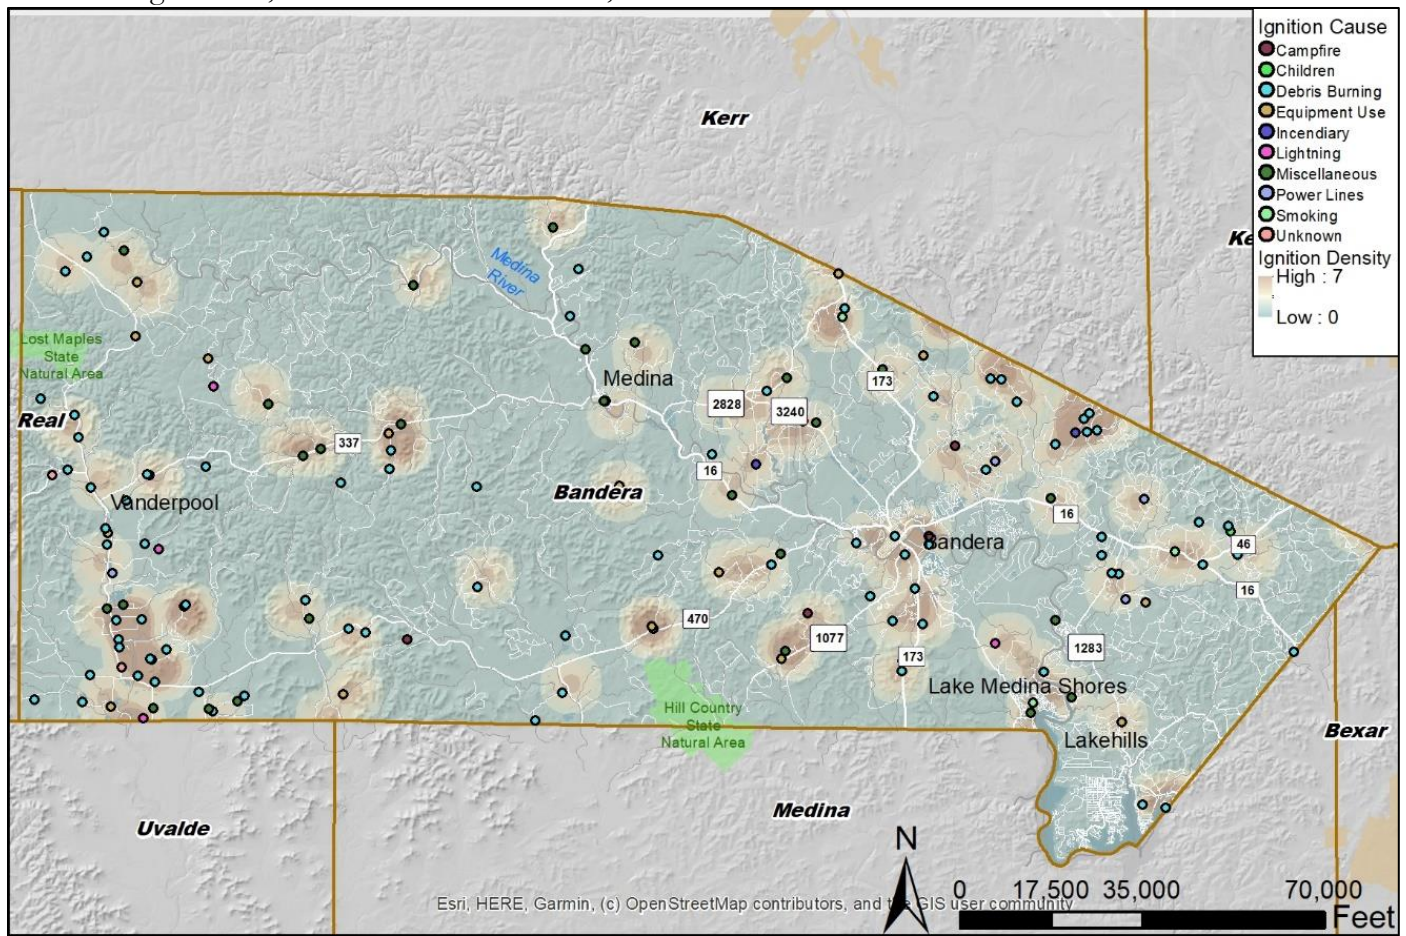 Ignition Cause
Campfire
Children
Debris Burning
Equipment Use
Incendiary
Lightning
Miscellaneous
Power Lines
Smoking
Unknown
Ignition Density
High : 7
Low : 0
Kerr
Ke
Medina
River
Lost Maples
State
Natural Area
Medina
173
2828
3240
Real
337
16
Bandera
Vanderpool
16
Bandera
46
16
470
1077
1283
173
Lake Medina Shores
Hill Country
State
Natural Area
Lakehills
Bexar
Medina
Uvalde
N
0 17,500 35,000 70,000
Feet
Esri, HERE, Garmin, (c) OpenStreetMap contributors, and the GIS user community